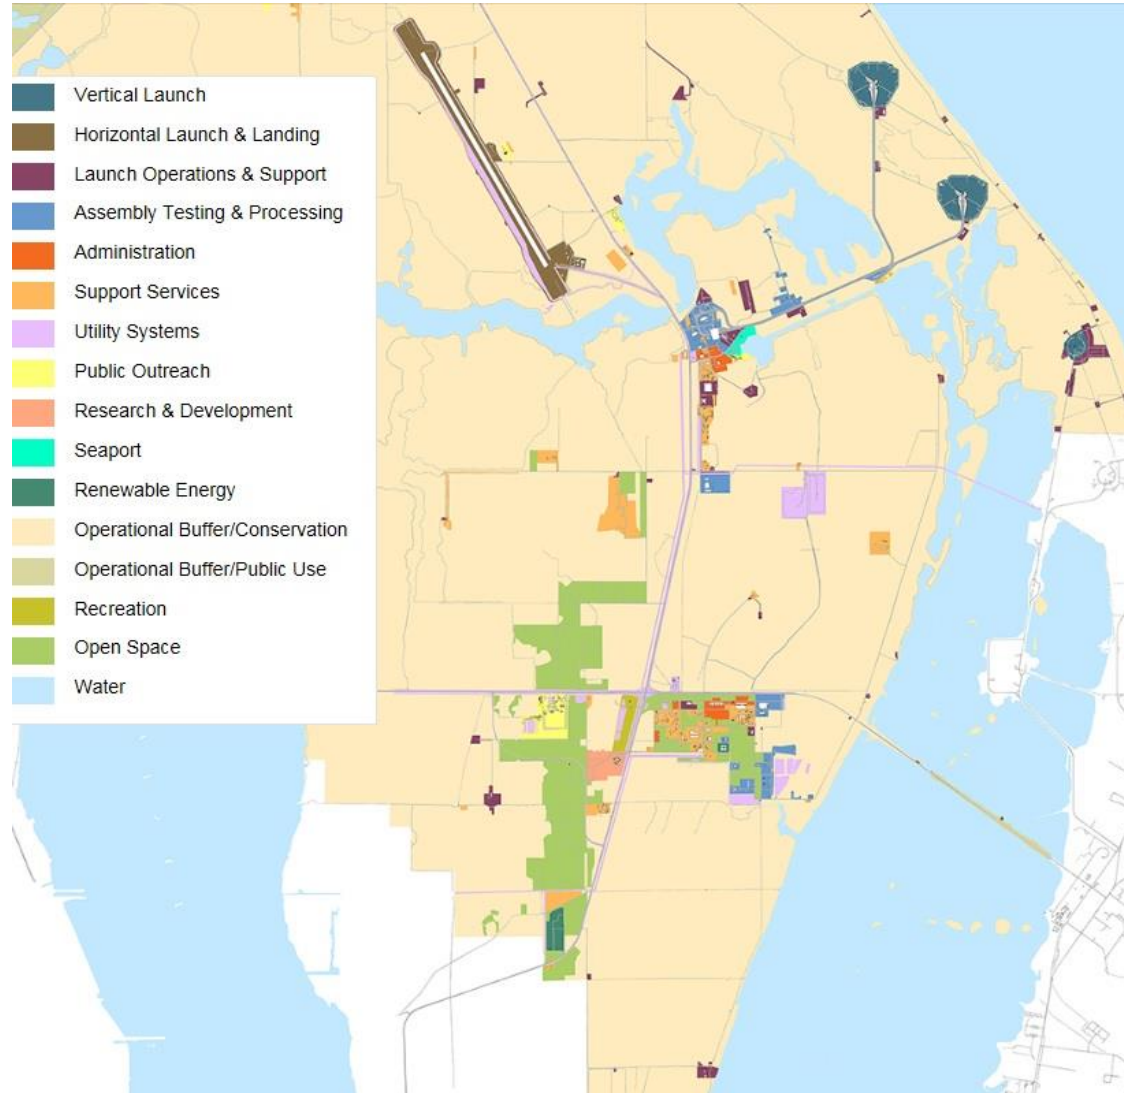 Vertical Launch
Horizontal Launch & Landing
Launch Operations & Support
Assembly Testing & Processing
Administration
Support Services
Utility Systems
Public Outreach
Research & Development
Seaport
Renewable Energy
Operational Buffer/Conservation
Operational Buffer/Public Use
Recreation
Open Space
Water